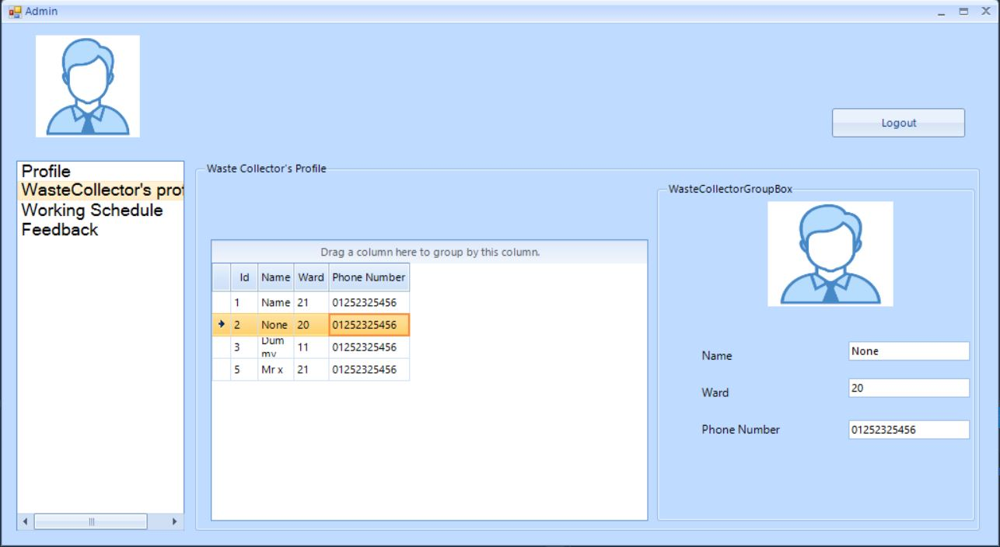 Admin
Logout
Profile
WasteCollector's prof
Working Schedule
Feedback
Waste Collector's Profile
Drag a column here to group by this column.
Id Name Ward Phone Number
1 Name 21 01252325456
2 None 20 01252325456
3 Dum my 11 01252325456
5 Mr x 21 01252325456
WasteCollectorGroupBox
Name None
Ward 20
Phone Number 01252325456